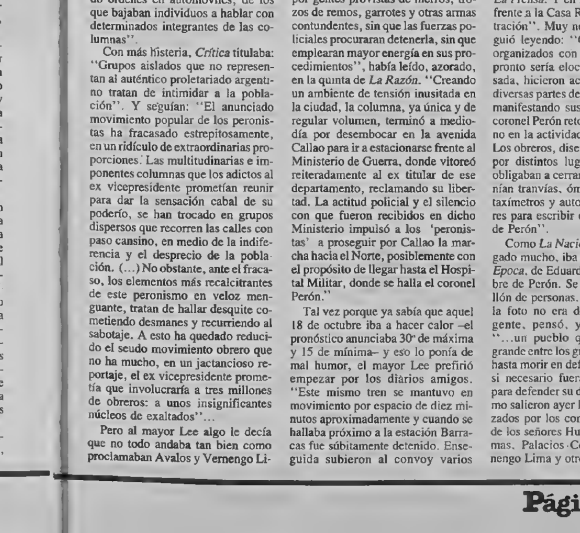 que bajaban individuos a hablar con
determinados integrantes de las co-
lumnas".
Con más histeria, Crítica titulaba:
"Grupos aislados que no represen-
tan al auténtico proletariado argenti-
no tratan de intimidar a la pobla-
ción". Y seguían: "El anunciado
movimiento popular de los peronis-
tas ha fracasado estrepitosamente,
en un ridículo de extraordinarias pro-
porciones. Las multitudinarias e im-
ponentes columnas que los adictos al
ex vicepresidente prometían reunir
para dar la sensación cabal de su
poderío, se han trocado en grupos
dispersos que recorren las calles con
paso cansino, en medio de la indife-
rencia y el desprecio de la pobla-
ción. (...) No obstante, ante el fraca-
so, los elementos más recalcitrantes
de este peronismo en veloz men-
guante, tratan de hallar desquite co-
metiendo desmanes y recurriendo al
sabotaje. A esto ha quedado reduci-
do el seudo movimiento obrero que
no ha mucho, en un jactancioso re-
portaje, el ex vicepresidente prome-
tía que involucraría a tres millones
de obreros: a unos insignificantes
núcleos de exaltados"...
Pero al mayor Lee algo le decía
que no todo andaba tan bien como
proclamaban Avalos y Vernengo Li-
zos de remos, garrotes y otras armas
contundentes, sin que las fuerzas po-
liciales procuraran detenerla, sin que
emplearan mayor energía en sus pro-
cedimientos", había leído, azorado,
en la quinta de La Razón. "Creando
un ambiente de tensión inusitada en
la ciudad, la columna, ya única y de
regular volumen, terminó a medio-
día por desembocar en la avenida
Callao para ir a estacionarse frente al
Ministerio de Guerra, donde vitoreó
reiteradamente al ex titular de ese
departamento, reclamando su liber-
tad. La actitud policial y el silencio
con que fueron recibidos en dicho
Ministerio impulsó a los 'peronis-
tas' a proseguir por Callao la mar-
cha hacia el Norte, posiblemente con
el propósito de llegar hasta el Hospi-
tal Militar, donde se halla el coronel
Perón."
Tal vez porque ya sabía que aquel
18 de octubre iba a hacer calor –el
pronóstico anunciaba 30° de máxima
y 15 de mínima– y eso lo ponía de
mal humor, el mayor Lee prefirió
empezar por los diarios amigos.
"Este mismo tren se mantuvo en
movimiento por espacio de diez mi-
nutos aproximadamente y cuando se
hallaba próximo a la estación Barra-
cas fue súbitamente detenido. Ense-
guida subieron al convoy varios
frente a la Casa R
tración". Muy no
guió leyendo: "G
organizados con
pronto sería eloc
sada, hicieron ac
diversas partes de
manifestando sus
coronel Perón reto
no en la actividad
Los obreros, dise
por distintos lug
obligaban a cerrar
nían tranvías, óm
taxímetros y auto
res para escribir e
de Perón".
Como La Naci
gado mucho, iba
Epoca, de Eduard
bre de Perón. Se
llón de personas.
la foto no era d
gente, pensó, y
"...un pueblo q
grande entre los gr
hasta morir en def
si necesario fuer
para defender su d
mo salieron ayer l
zados por los con
de los señores Hu
mas, Palacios-Co
nengo Lima y otr
Pági